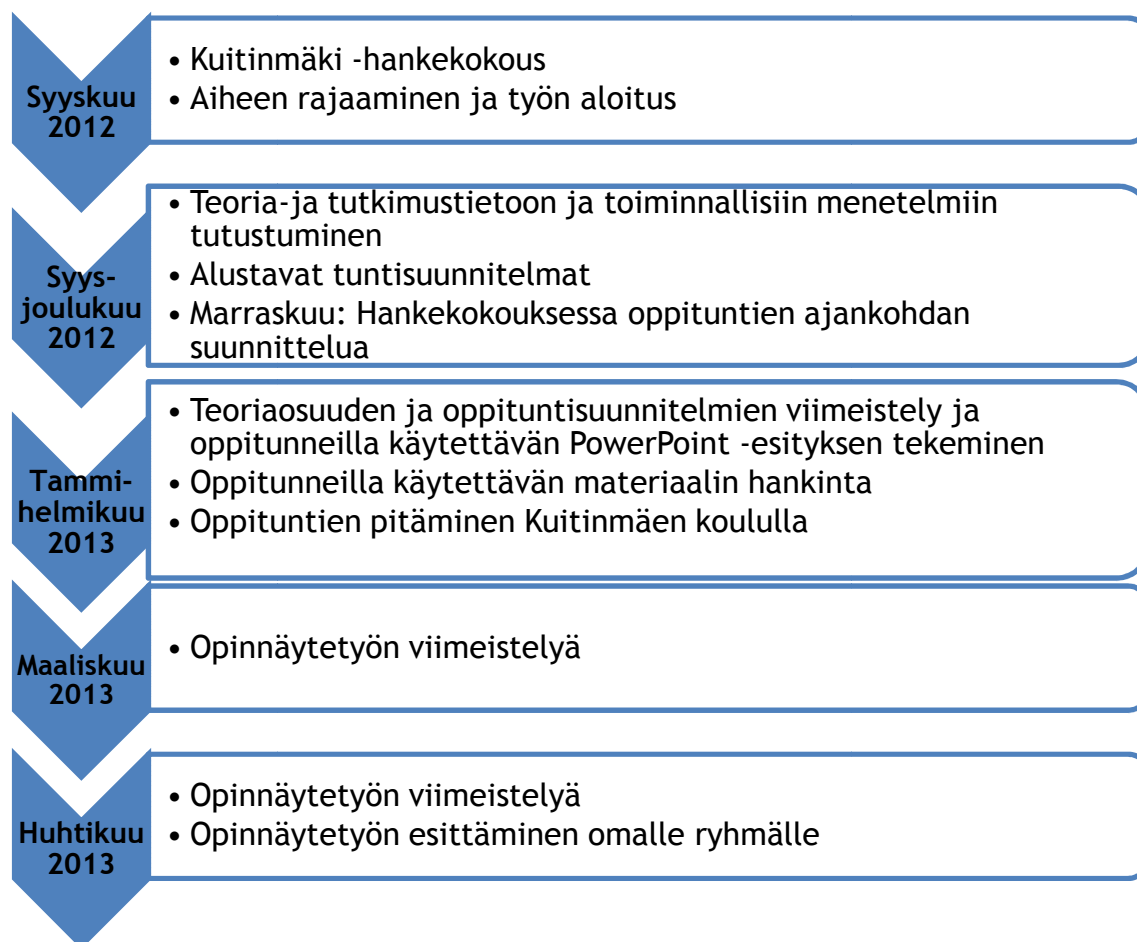 Syyskuu
2012
• Kuitinmäki -hankekokous
• Aiheen rajaaminen ja työn aloitus
Syys-
joulukuu
2012
• Teoria-ja tutkimustietoon ja toiminnallisiin menetelmiin
tutustuminen
• Alustavat tuntisuunnitelmat
• Marraskuu: Hankekokouksessa oppituntien ajankohdan
suunnittelua
Tammi-
helmikuu
2013
• Teoriaosuuden ja oppituntisuunnitelmien viimeistely ja
oppitunneilla käytettävän PowerPoint -esityksen tekeminen
• Oppitunneilla käytettävän materiaalin hankinta
• Oppituntien pitäminen Kuitinmäen koululla
Maaliskuu
2013
• Opinnäytetyön viimeistelyä
Huhtikuu
2013
• Opinnäytetyön viimeistelyä
• Opinnäytetyön esittäminen omalle ryhmälle